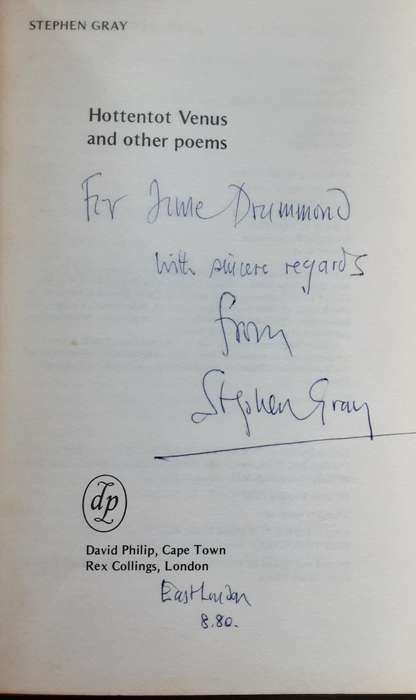 STEPHEN GRAY
Hottentot Venus
and other poems
For June Drummond
with sincere regards
from
Stephen Gray
dp
David Philip, Cape Town
Rex Collings, London
East London
8.80.